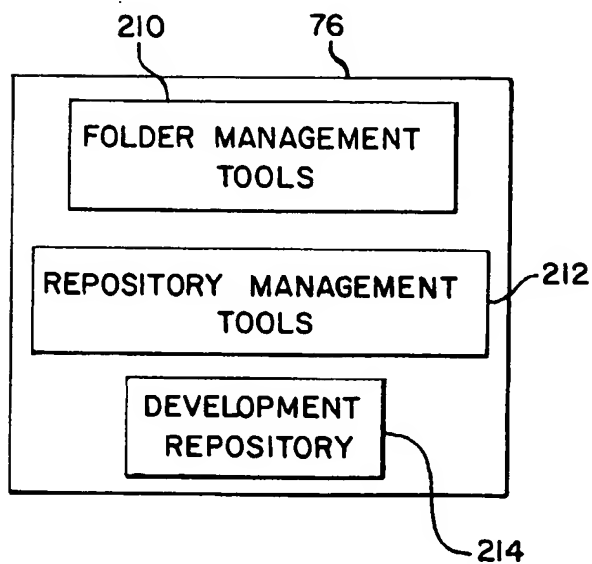 210
76
FOLDER MANAGEMENT
TOOLS
REPOSITORY MANAGEMENT
TOOLS
212
DEVELOPMENT
REPOSITORY
214